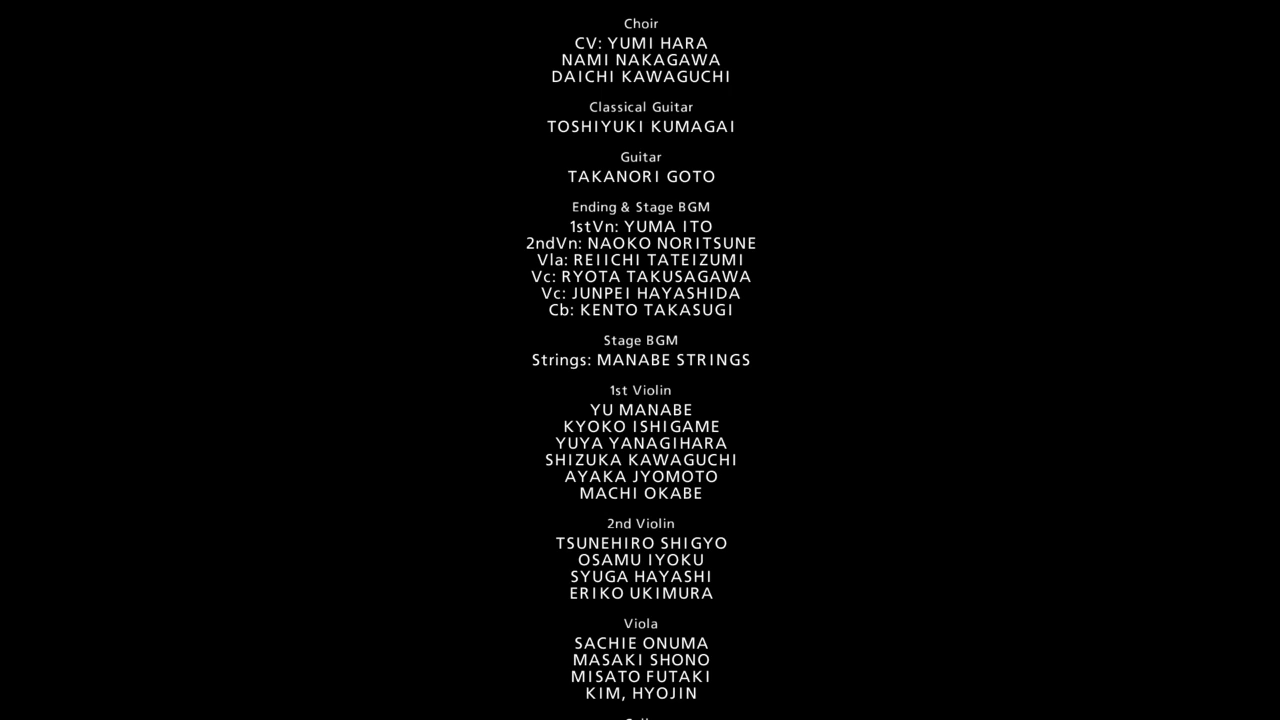 Choir
CV: YUMI HARA
NAMI NAKAGAWA
DAICHI KAWAGUCHI
Classical Guitar
TOSHIYUKI KUMAGAI
Guitar
TAKANORI GOTO
Ending & Stage BGM
1stVn: YUMA ITO
2ndVn: NAOKO NORITSUNE
Vla: REIICHI TATEIZUMI
Vc: RYOTA TAKUSAGAWA
Vc: JUNPEI HAYASHIDA
Cb: KENTO TAKASUGI
Stage BGM
Strings: MANABE STRINGS
1st Violin
YU MANABE
KYOKO ISHIGAME
YUYA YANAGIHARA
SHIZUKA KAWAGUCHI
AYAKA JYOMOTO
MACHI OKABE
2nd Violin
TSUNEHIRO SHIGYO
OSAMU IYOKU
SYUGA HAYASHI
ERIKO UKIMURA
Viola
SACHIE ONUMA
MASAKI SHONO
MISATO FUTAKI
KIM, HYOJIN